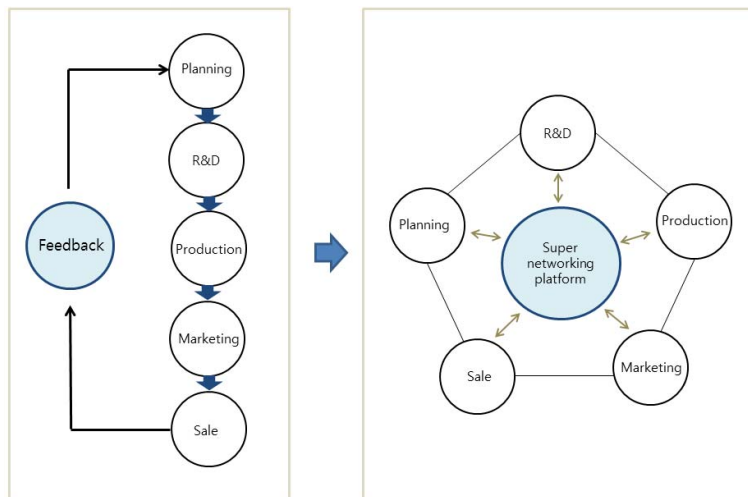 Planning
R&D
Feedback
Production
Marketing
Sale
R&D
Planning
Production
Super
networking
platform
Sale
Marketing